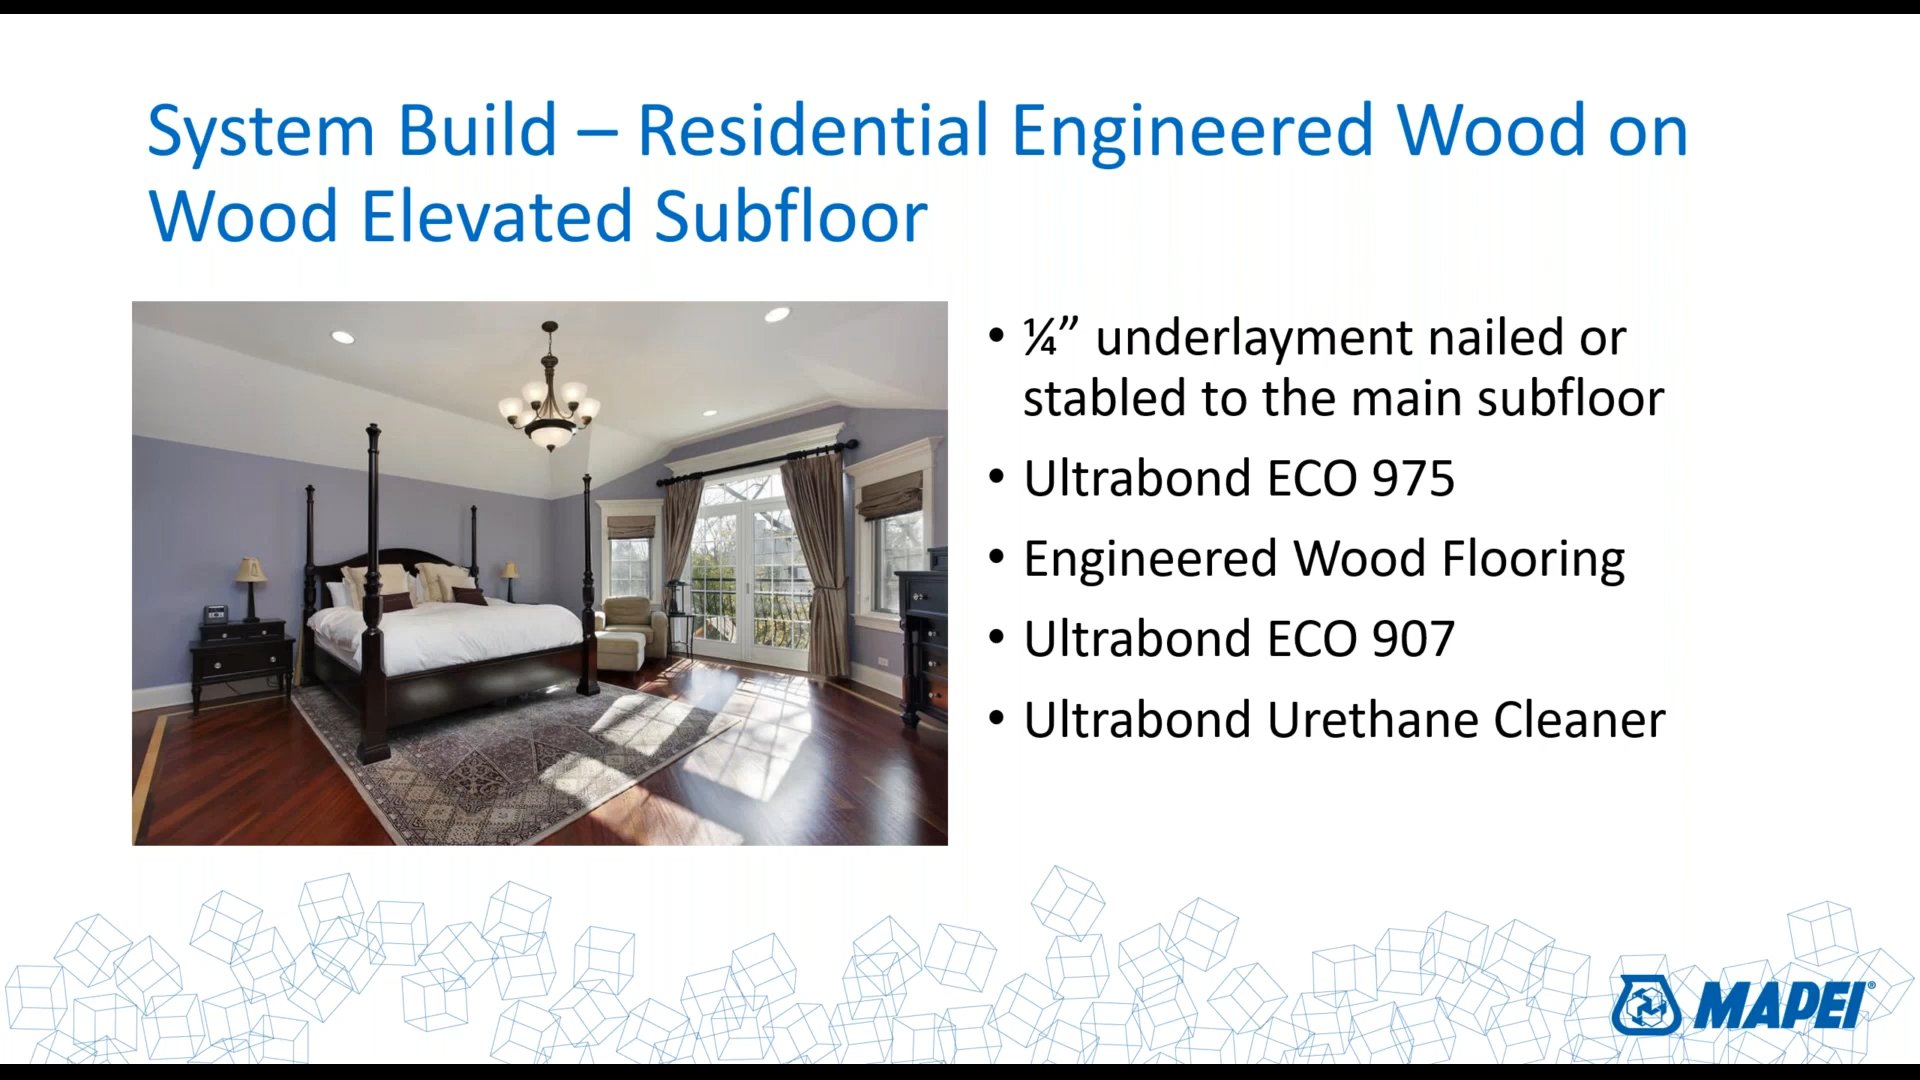 System Build – Residential Engineered Wood on
Wood Elevated Subfloor
• ¼” underlayment nailed or
stabled to the main subfloor
• Ultrabond ECO 975
• Engineered Wood Flooring
• Ultrabond ECO 907
• Ultrabond Urethane Cleaner
MAPEI®